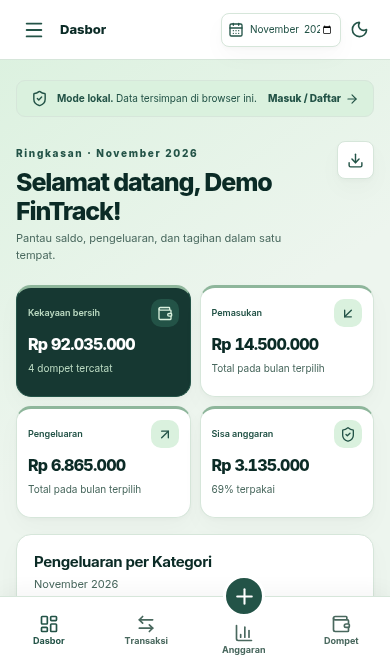 Dasbor
November 202
Mode lokal. Data tersimpan di browser ini. Masuk / Daftar
Ringkasan · November 2026
Selamat datang, Demo
FinTrack!
Pantau saldo, pengeluaran, dan tagihan dalam satu
tempat.
Kekayaan bersih
Rp 92.035.000
4 dompet tercatat
Pemasukan
Rp 14.500.000
Total pada bulan terpilih
Pengeluaran
Rp 6.865.000
Total pada bulan terpilih
Sisa anggaran
Rp 3.135.000
69% terpakai
Pengeluaran per Kategori
November 2026
Dasbor
Transaksi
Anggaran
Dompet